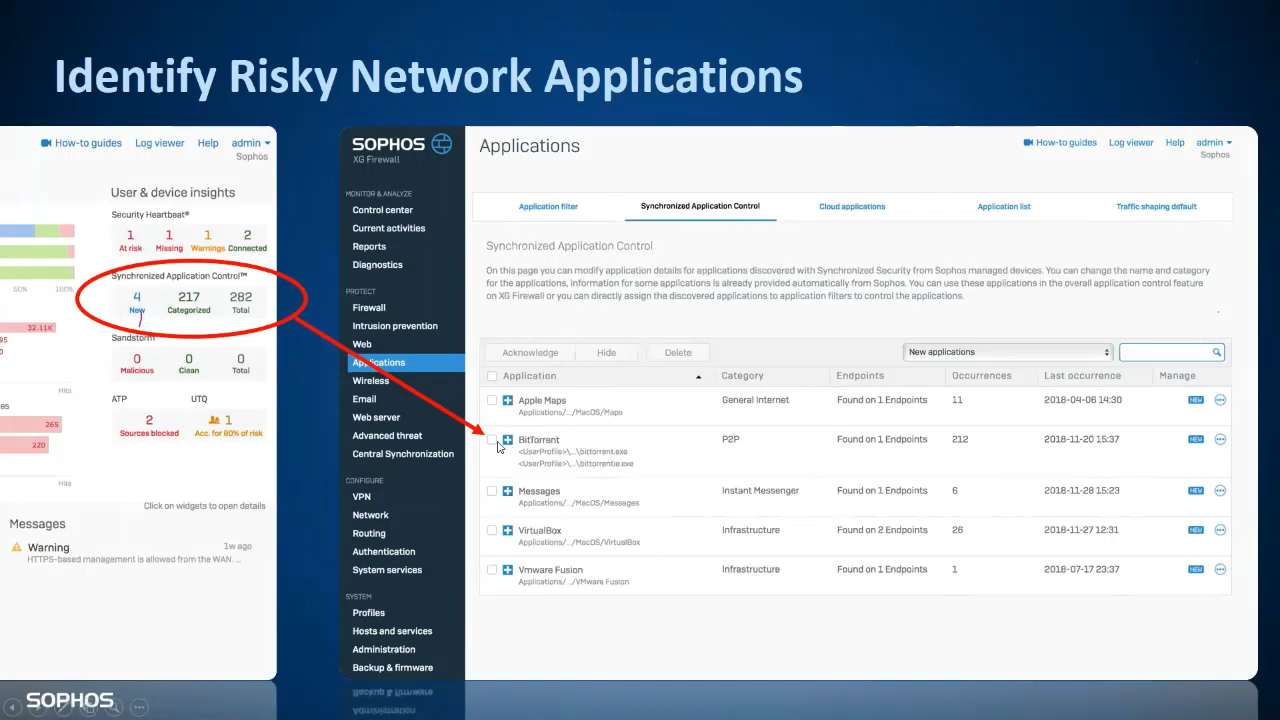 Identify Risky Network Applications
How-to guides Log viewer Help admin
Sophos
User & device insights
Security Heartbeat®
1 1 1 2
At risk Missing Warnings Connected
Synchronized Application Control™
4 217 282
New Categorized Total
50% 100%
32.11K
95
Sandstorm
0 0 0
Malicious Clean Total
Hits
ATP UTQ
es
2 1
265
Sources blocked Acc. for 80% of risk
220
Hits
Click on widgets to open details
Messages
Warning 1w ago
HTTPS-based management is allowed from the WAN. ...
SOPHOS
SOPHOS
XG Firewall
MONITOR & ANALYZE
Control center
Current activities
Reports
Diagnostics
PROTECT
Firewall
Intrusion prevention
Web
Applications
Wireless
Email
Web server
Advanced threat
Central Synchronization
CONFIGURE
VPN
Network
Routing
Authentication
System services
SYSTEM
Profiles
Hosts and services
Administration
Backup & firmware
Applications
How-to guides Log viewer Help admin
Sophos
Application filter Synchronized Application Control Cloud applications Application list Traffic shaping default
Synchronized Application Control
On this page you can modify application details for applications discovered with Synchronized Security from Sophos managed devices. You can change the name and category
for the applications, information for some applications is already provided automatically from Sophos. You can use these applications in the overall application control feature
on XG Firewall or you can directly assign the discovered applications to application filters to control the applications.
Acknowledge Hide Delete New applications
Application Category Endpoints Occurrences Last occurrence Manage
Apple Maps General Internet Found on 1 Endpoints 11 2018-04-06 14:30 NEW
Applications/.../MacOS/Maps
BitTorrent P2P Found on 1 Endpoints 212 2018-11-20 15:37 NEW
<UserProfile>\...\bittorrent.exe
<UserProfile>\...\bittorrentie.exe
Messages Instant Messenger Found on 1 Endpoints 6 2018-11-28 15:23 NEW
Applications/.../MacOS/Messages
VirtualBox Infrastructure Found on 2 Endpoints 26 2018-11-27 12:31 NEW
Applications/.../MacOS/VirtualBox
Vmware Fusion Infrastructure Found on 1 Endpoints 1 2018-07-17 23:37 NEW
Applications/.../VMware Fusion